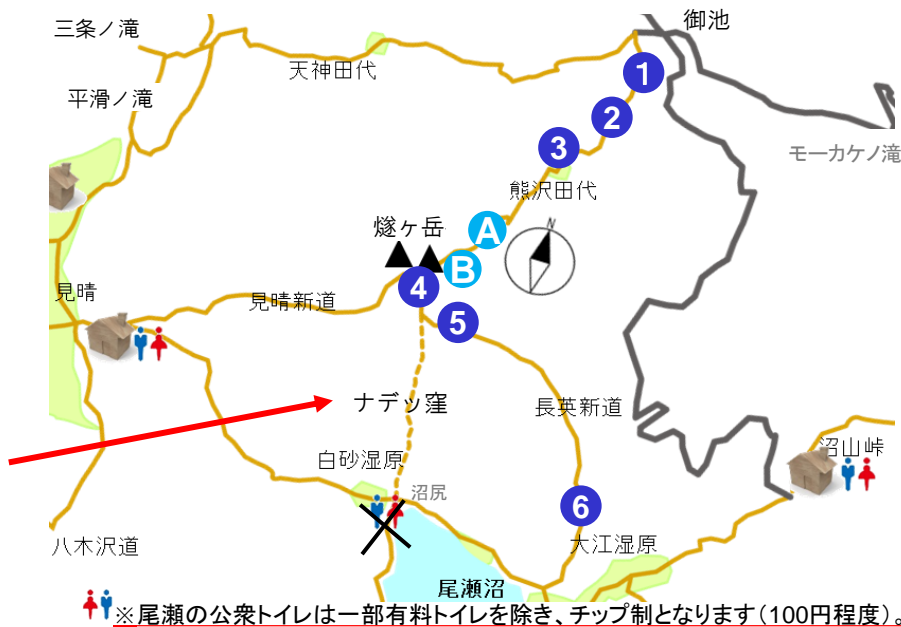 御池
三条ノ滝
天神田代
1
平滑ノ滝
2
3
モーカケノ滝
熊沢田代
燧ヶ岳
A
N
B
4
見晴
見晴新道
5
ナデッ窪
長英新道
沼山峠
白砂湿原
沼尻
6
八木沢道
大江湿原
尾瀬沼
※尾瀬の公衆トイレは一部有料トイレを除き、チップ制となります(100円程度)。